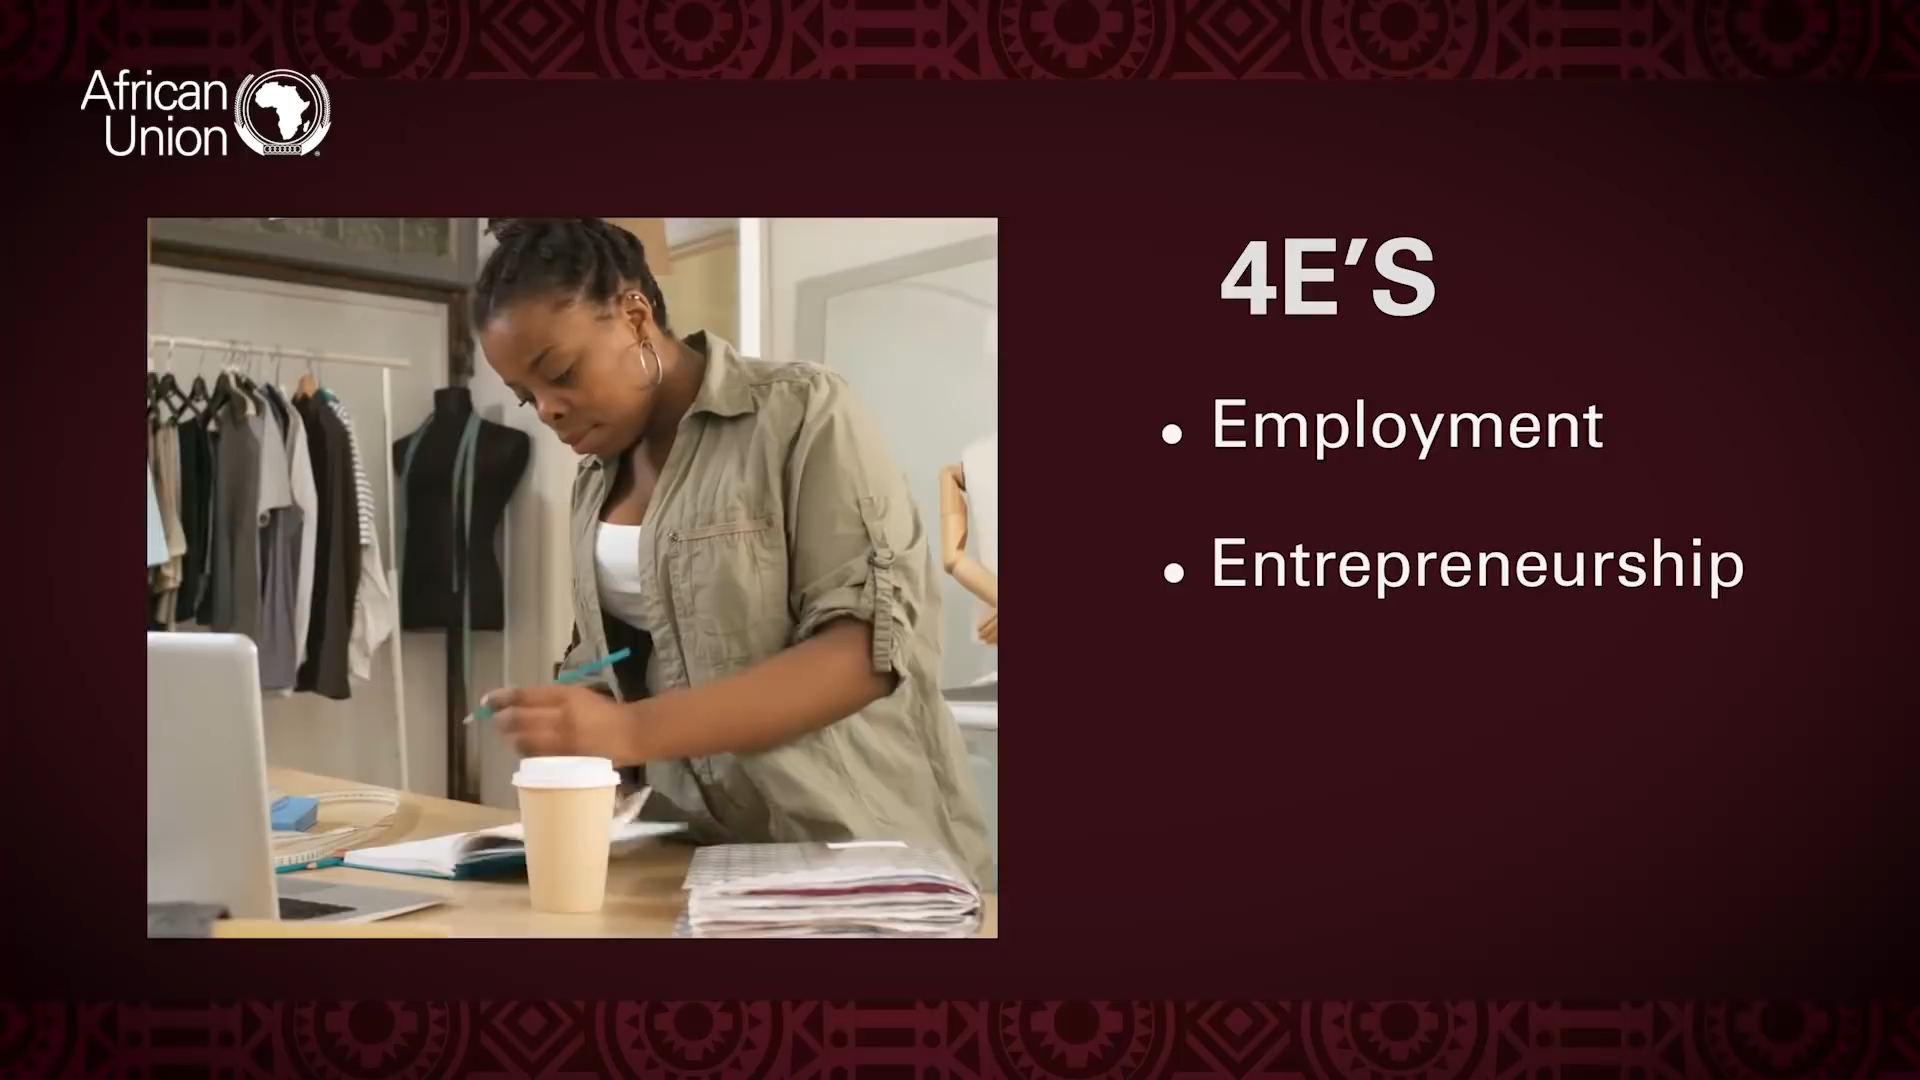 African
Union
4E’S
• Employment
• Entrepreneurship